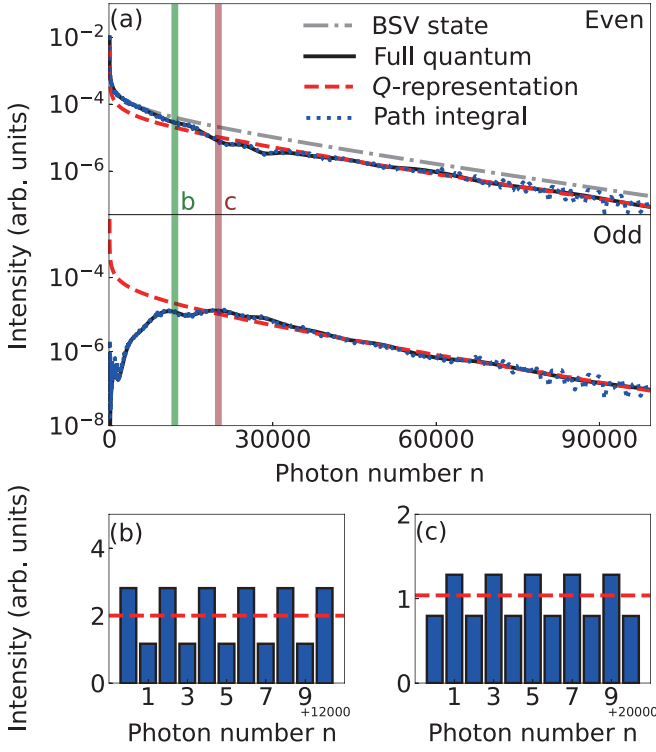 (a)
Even
BSV state
Full quantum
Q-representation
Path integral
10⁻²
10⁻⁴
10⁻⁶
b
c
Odd
10⁻⁴
10⁻⁶
10⁻⁸
Intensity (arb. units)
0 30000 60000 90000
Photon number n
(b)
4
2
0
1 3 5 7 9
+12000
Photon number n
Intensity (arb. units)
(c)
2
1
0
1 3 5 7 9
+20000
Photon number n